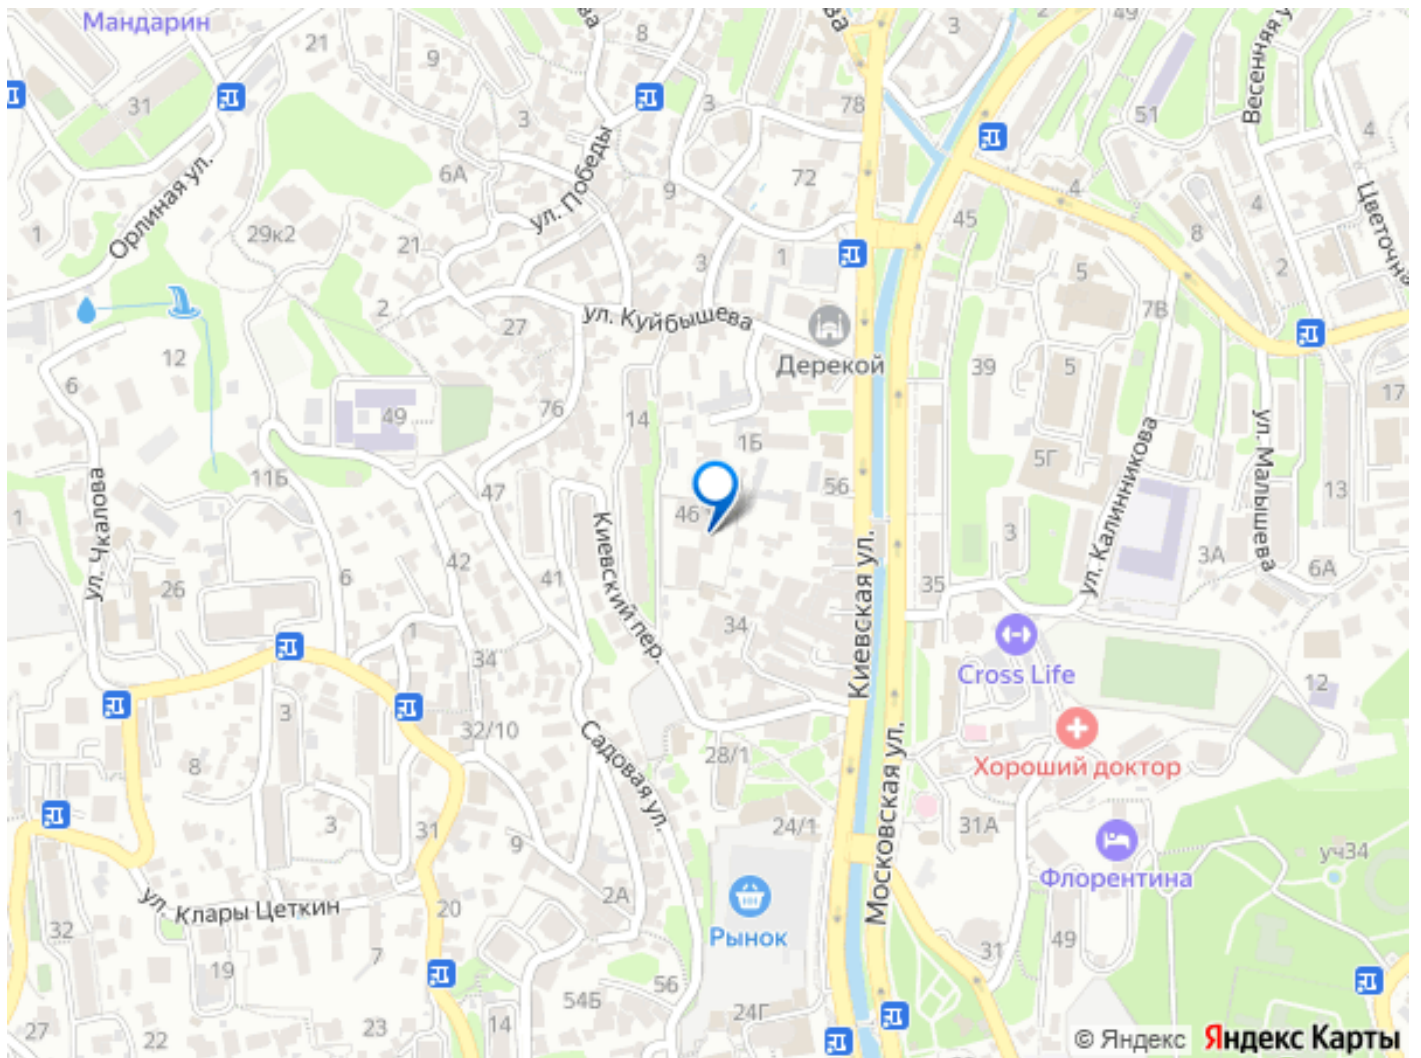 Мандарин
21
9
8
ва
ва
3
2
49
Весенняя у
31
3
3
78
51
4
6А
ул. Победы
9
72
4
Орлиная ул.
1
29к2
21
45
4
8
Цветочна
3
1
5
2
2
ул. Куйбышева
27
7В
12
Дерекой
39
5
6
76
14
17
49
1Б
ул. Чкалова
11Б
47
56
5Г
ул. Калинникова
ул. Малышева
13
1
46
Киевский пер.
Киевская ул.
3
3А
6А
42
41
26
6
35
1
34
34
Cross Life
12
3
32/10
Садовая ул.
28/1
Московская ул.
Хороший доктор
8
3
31
9
24/1
31А
уч34
Флорентина
ул. Клары Цеткин
20
2А
32
Рынок
49
31
7
19
56
54Б
24Г
27
22
23
14
© Яндекс Яндекс Карты